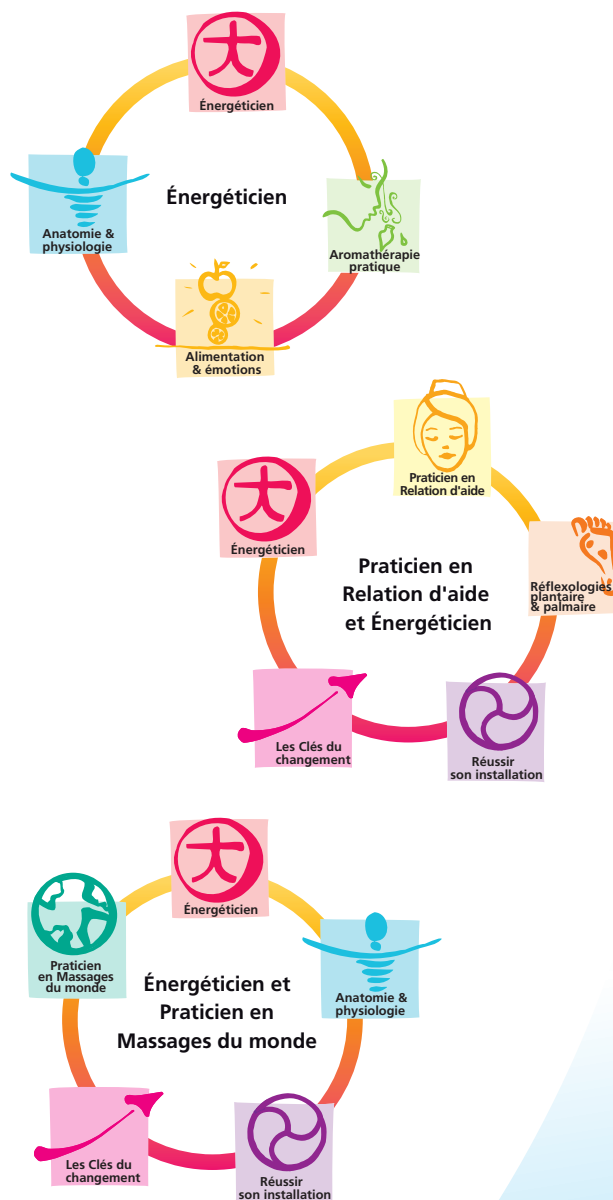 Énergéticien
Énergéticien
Anatomie &
physiologie
Aromathérapie
pratique
Alimentation
& émotions
Praticien en
Relation d'aide
Énergéticien
Praticien en
Relation d'aide
et Énergéticien
Réflexologies
plantaire
& palmaire
Les Clés du
changement
Réussir
son installation
Énergéticien
Praticien
en Massages
du monde
Énergéticien et
Praticien en
Massages du monde
Anatomie &
physiologie
Les Clés du
changement
Réussir
son installation